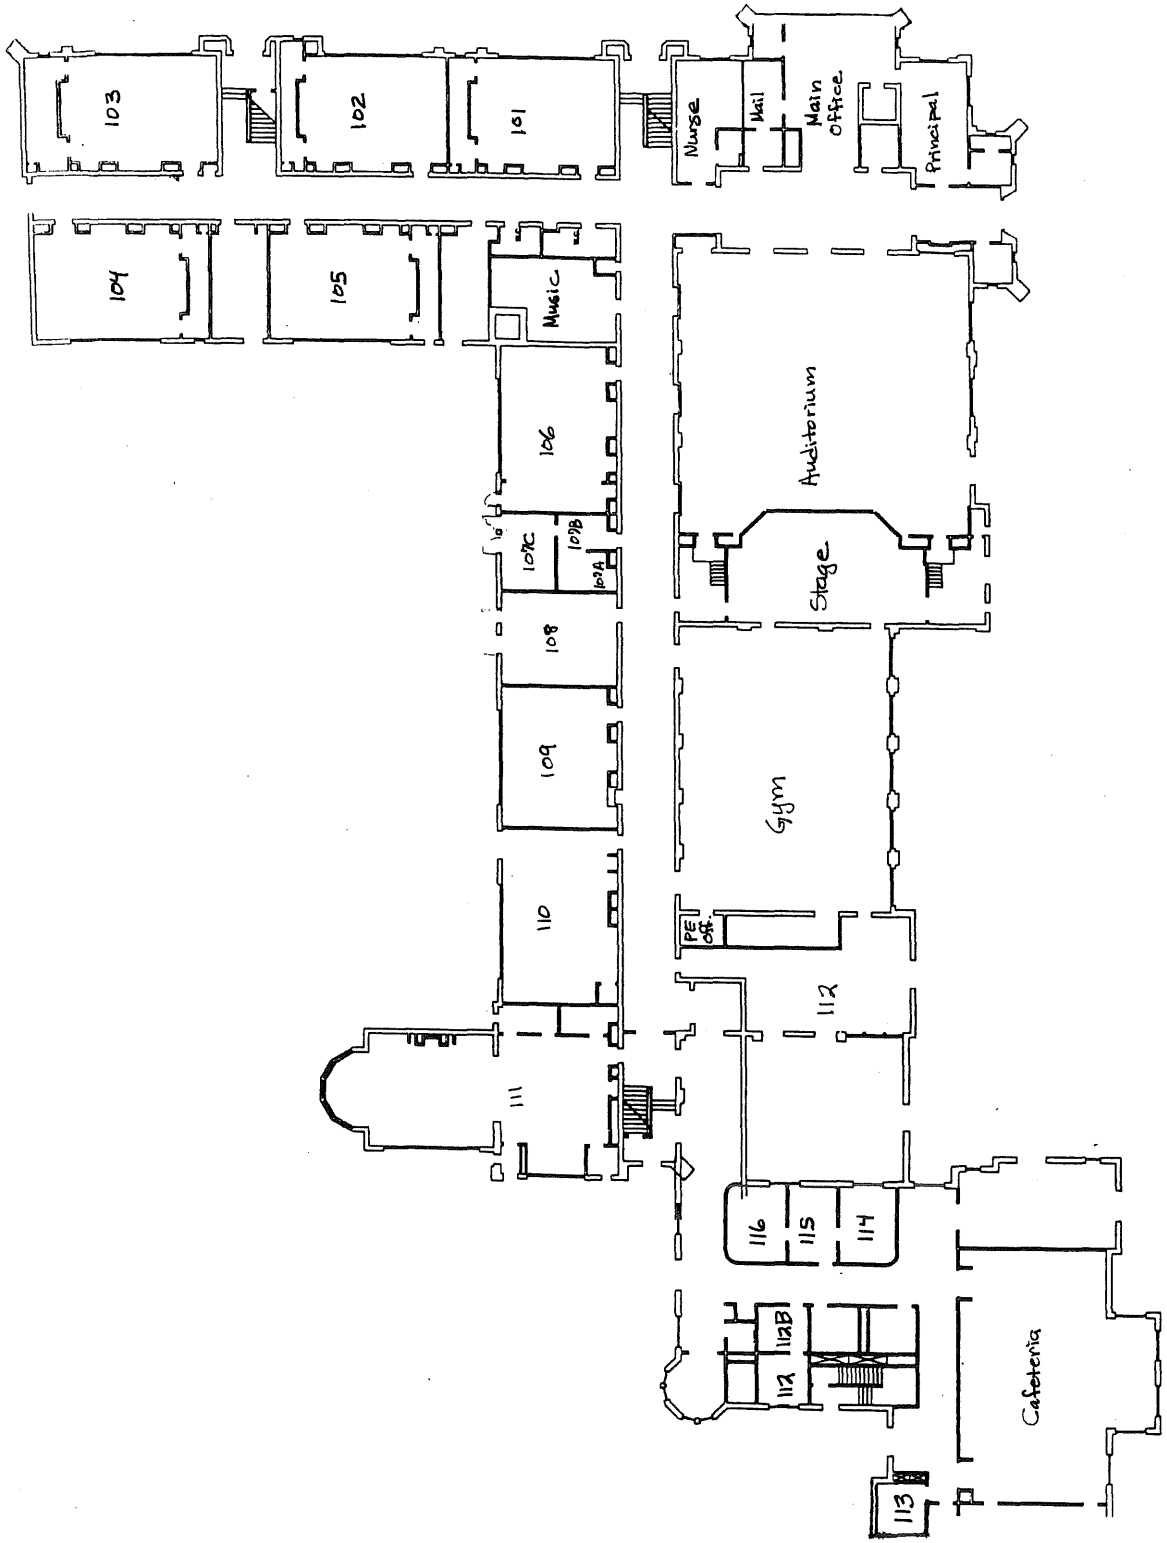 103
102
101
Nurse
Mail
Main
Office
Principal
104
105
Music
106
Auditorium
107C
107B
107A
Stage
108
109
Gym
110
PE
off.
112
111
116
115
114
112B
112
Cafeteria
113